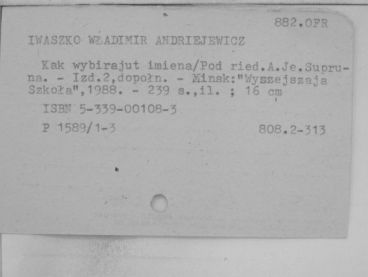 882.0FR
IWASZKO WŁADIMIR ANDRIEJEWICZ
Kak wybirajut imiena/Pod ried.A.Je.Supru-
na. - Izd.2,dopołn. - Minsk:"Wyszejszaja
Szkoła",1988. - 239 s.,il. ; 16 cm
ISBN 5-339-00108-3
P 1589/1-3 808.2-313